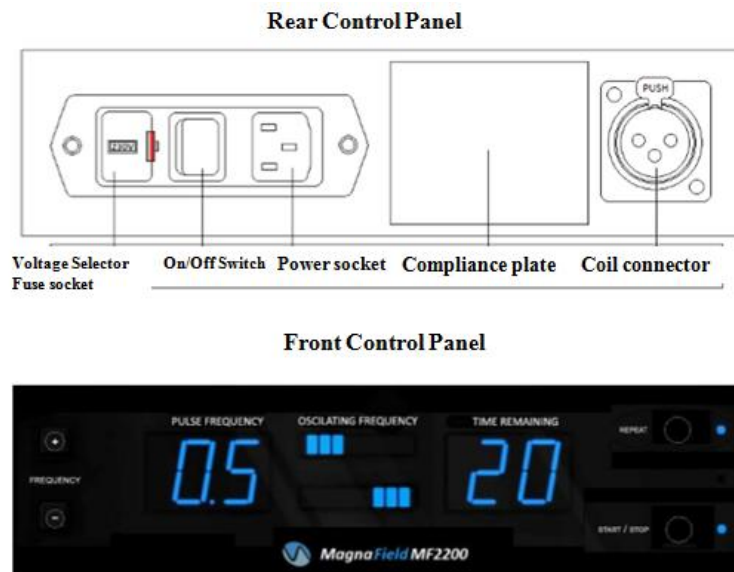 Rear Control Panel
230V
PUSH
Voltage Selector
Fuse socket
On/Off Switch
Power socket
Compliance plate
Coil connector
Front Control Panel
PULSE FREQUENCY
OSCILATING FREQUENCY
TIME REMAINING
REPEAT
FREQUENCY
0.5
20
START / STOP
MagnaField MF2200